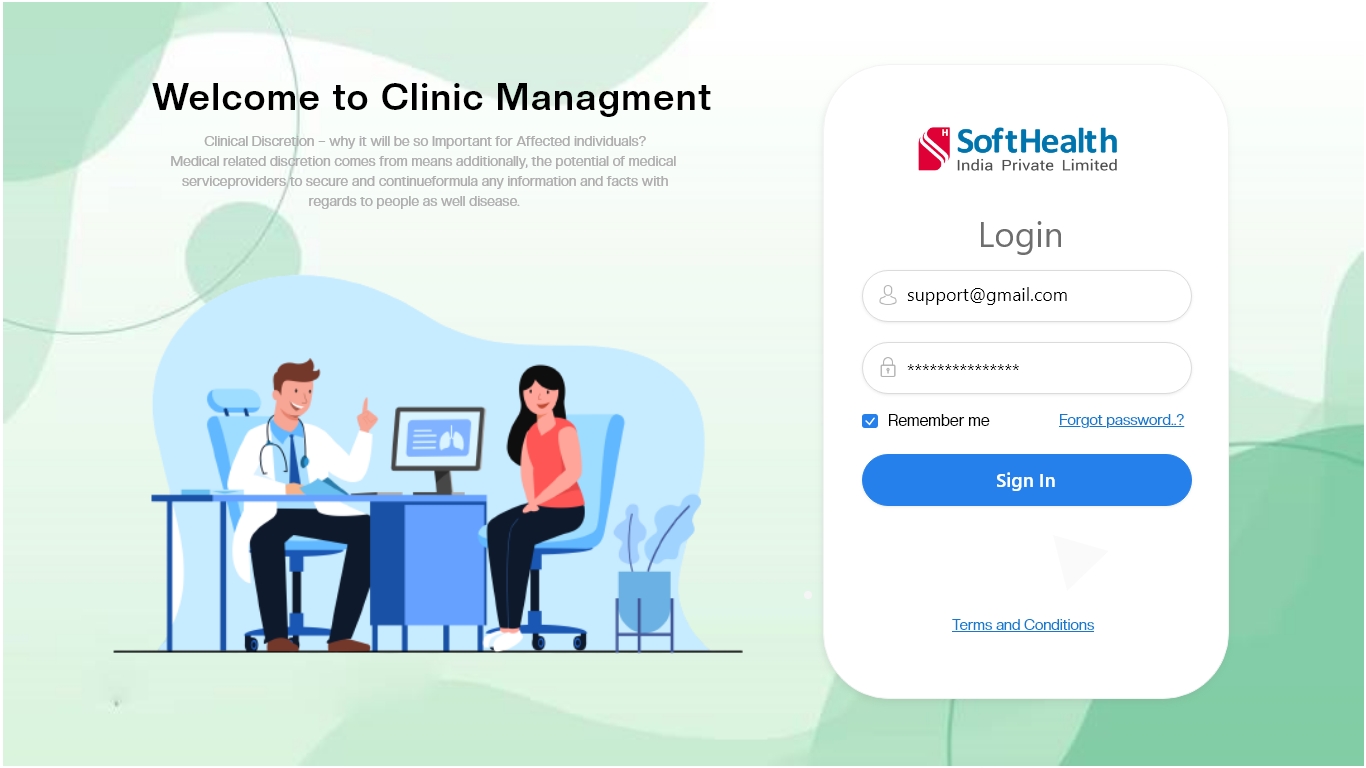 Welcome to Clinic Managment
Clinical Discretion – why it will be so Important for Affected individuals?
Medical related discretion comes from means additionally, the potential of medical
serviceproviders to secure and continueformula any information and facts with
regards to people as well disease.
H
SoftHealth
India Private Limited
Login
support@gmail.com
***************
Remember me
Forgot password..?
Sign In
Terms and Conditions